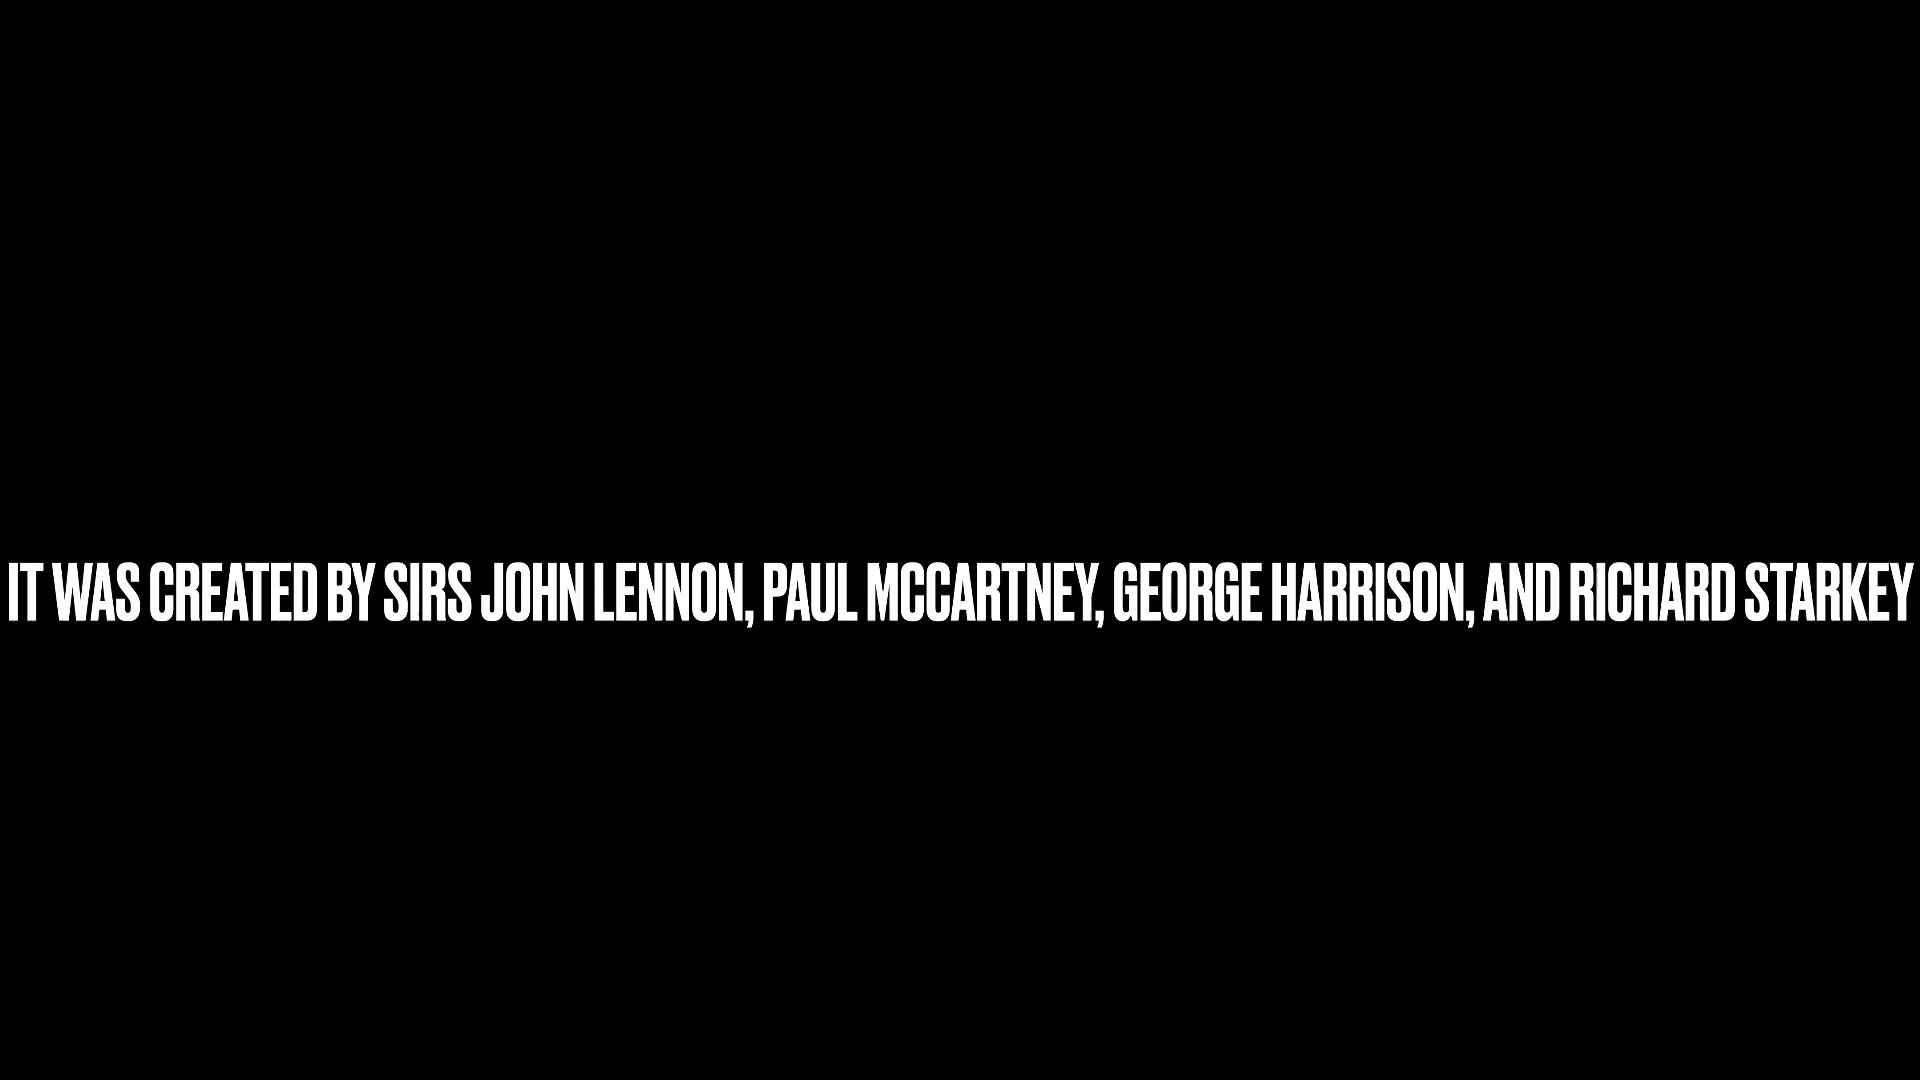 IT WAS CREATED BY SIRS JOHN LENNON, PAUL MCCARTNEY, GEORGE HARRISON, AND RICHARD STARKEY